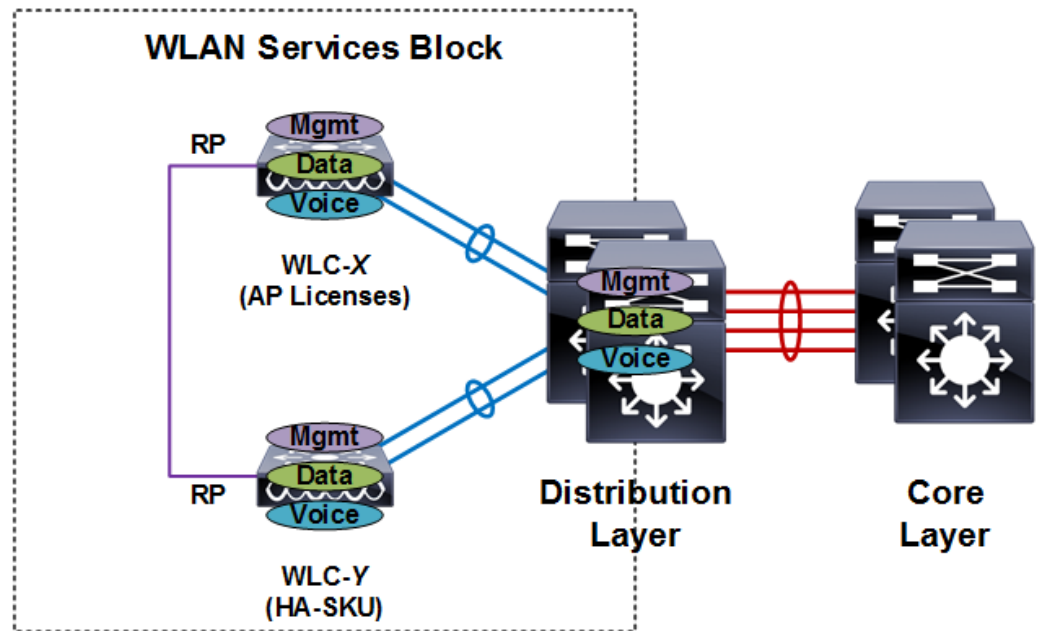 WLAN Services Block
RP
Mgmt
Data
Voice
WLC-X
(AP Licenses)
Mgmt
Data
Voice
RP
Mgmt
Data
Voice
WLC-Y
(HA-SKU)
Distribution
Layer
Core
Layer